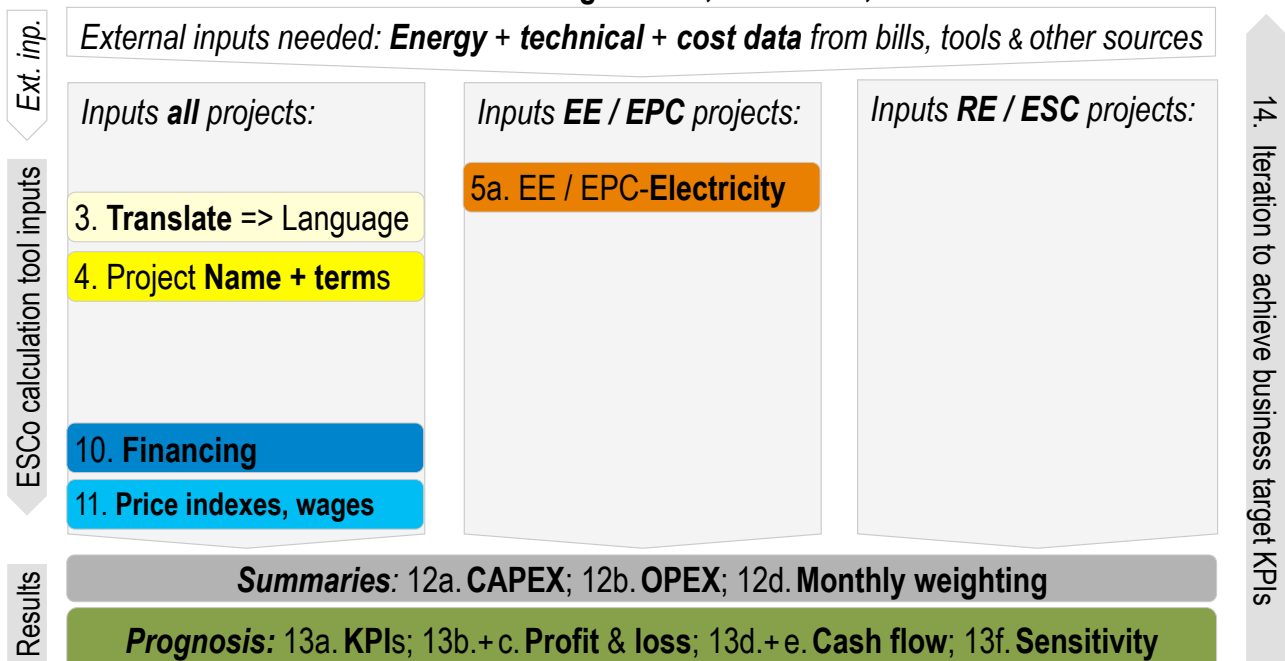 External inputs needed: Energy + technical + cost data from bills, tools & other sources
Ext. inp.
Inputs all projects:
Inputs EE / EPC projects:
Inputs RE / ESC projects:
ESCo calculation tool inputs
3. Translate => Language
4. Project Name + terms
5a. EE / EPC-Electricity
10. Financing
11. Price indexes, wages
14. Iteration to achieve business target KPIs
Results
Summaries: 12a. CAPEX; 12b. OPEX; 12d. Monthly weighting
Prognosis: 13a. KPIs; 13b.+ c. Profit & loss; 13d.+ e. Cash flow; 13f. Sensitivity